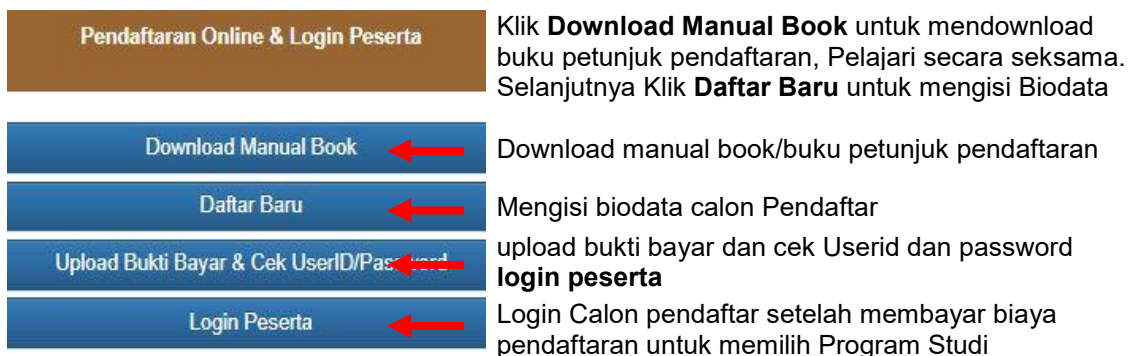 Pendaftaran Online & Login Peserta
Klik Download Manual Book untuk mendownload
buku petunjuk pendaftaran, Pelajari secara seksama.
Selanjutnya Klik Daftar Baru untuk mengisi Biodata
Download Manual Book
Download manual book/buku petunjuk pendaftaran
Daftar Baru
Mengisi biodata calon Pendaftar
Upload Bukti Bayar & Cek UserID/Password
upload bukti bayar dan cek Userid dan password
login peserta
Login Peserta
Login Calon pendaftar setelah membayar biaya
pendaftaran untuk memilih Program Studi